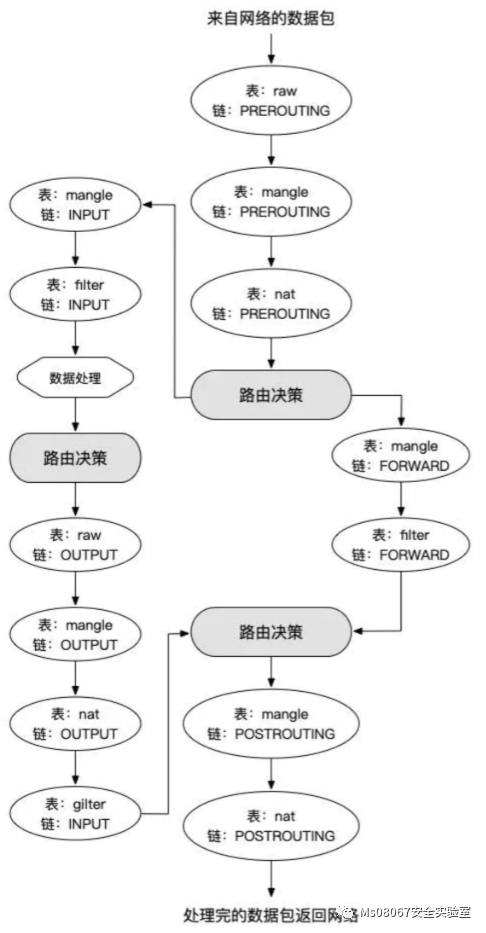 来自网络的数据包
表：raw
链：PREROUTING
表：mangle
链：PREROUTING
表：nat
链：PREROUTING
路由决策
表：mangle
链：INPUT
表：filter
链：INPUT
数据处理
路由决策
表：raw
链：OUTPUT
表：mangle
链：OUTPUT
表：nat
链：OUTPUT
表：gilter
链：INPUT
表：mangle
链：FORWARD
表：filter
链：FORWARD
路由决策
表：mangle
链：POSTROUTING
表：nat
链：POSTROUTING
处理完的数据包返回网络
Ms08067安全实验室